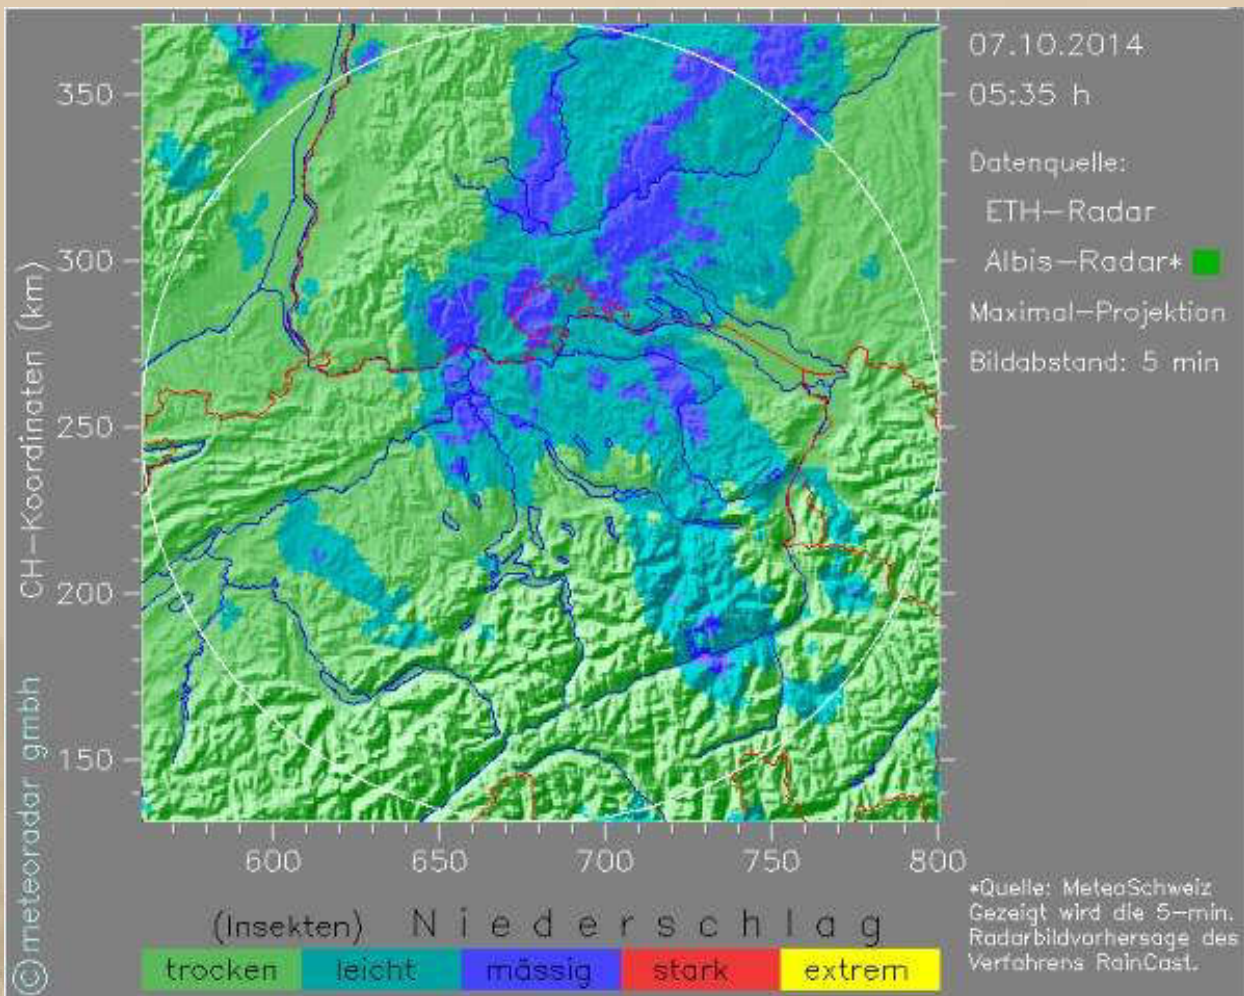 07.10.2014
05:35 h
Datenquelle:
ETH-Radar
Albis-Radar*
Maximal-Projektion
Bildabstand: 5 min
CH-Koordinaten (km)
350
300
250
200
150
600 650 700 750 800
© meteoradar gmbh
(Insekten) Niederschlag
trocken leicht mässig stark extrem
*Quelle: MeteoSchweiz
Gezeigt wird die 5-min.
Radarbildvorhersage des
Verfahrens RainCast.